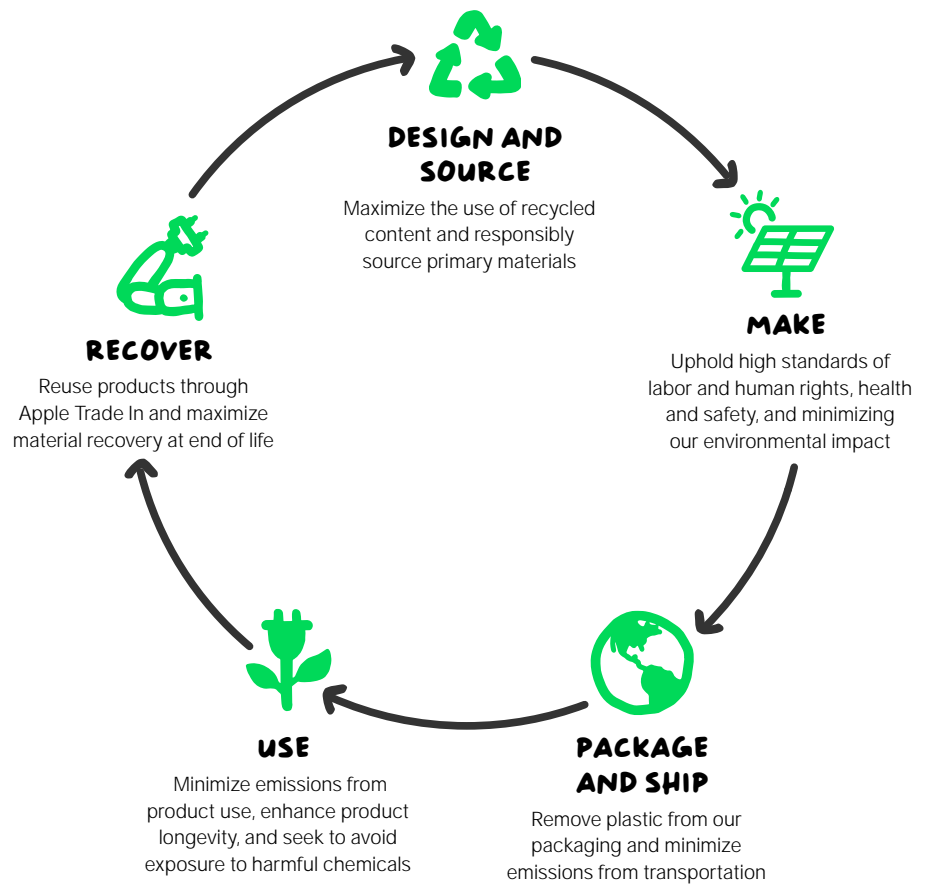 DESIGN AND
SOURCE
Maximize the use of recycled
content and responsibly
source primary materials
MAKE
Uphold high standards of
labor and human rights, health
and safety, and minimizing
our environmental impact
PACKAGE
AND SHIP
Remove plastic from our
packaging and minimize
emissions from transportation
USE
Minimize emissions from
product use, enhance product
longevity, and seek to avoid
exposure to harmful chemicals
RECOVER
Reuse products through
Apple Trade In and maximize
material recovery at end of life